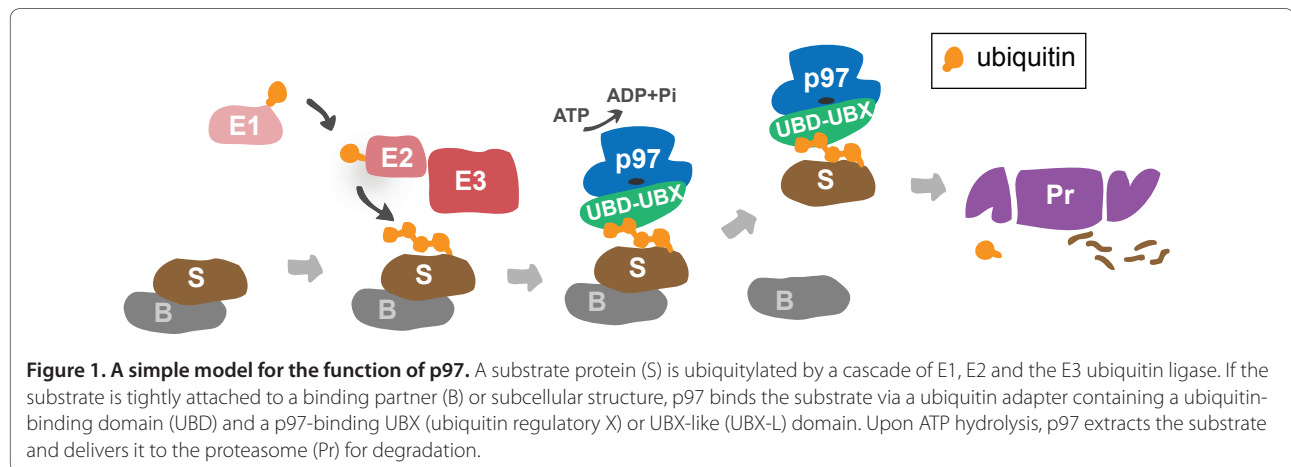 ubiquitin
E1
E2
E3
S
B
S
B
ATP
ADP+Pi
p97
UBD-UBX
S
B
p97
UBD-UBX
S
B
Pr
Figure 1. A simple model for the function of p97. A substrate protein (S) is ubiquitylated by a cascade of E1, E2 and the E3 ubiquitin ligase. If the
substrate is tightly attached to a binding partner (B) or subcellular structure, p97 binds the substrate via a ubiquitin adapter containing a ubiquitin-
binding domain (UBD) and a p97-binding UBX (ubiquitin regulatory X) or UBX-like (UBX-L) domain. Upon ATP hydrolysis, p97 extracts the substrate
and delivers it to the proteasome (Pr) for degradation.